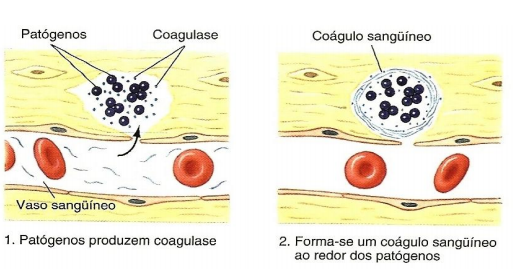 Patógenos
Coagulase
Vaso sangüíneo
1. Patógenos produzem coagulase
Coágulo sangüíneo
2. Forma-se um coágulo sangüíneo
ao redor dos patógenos